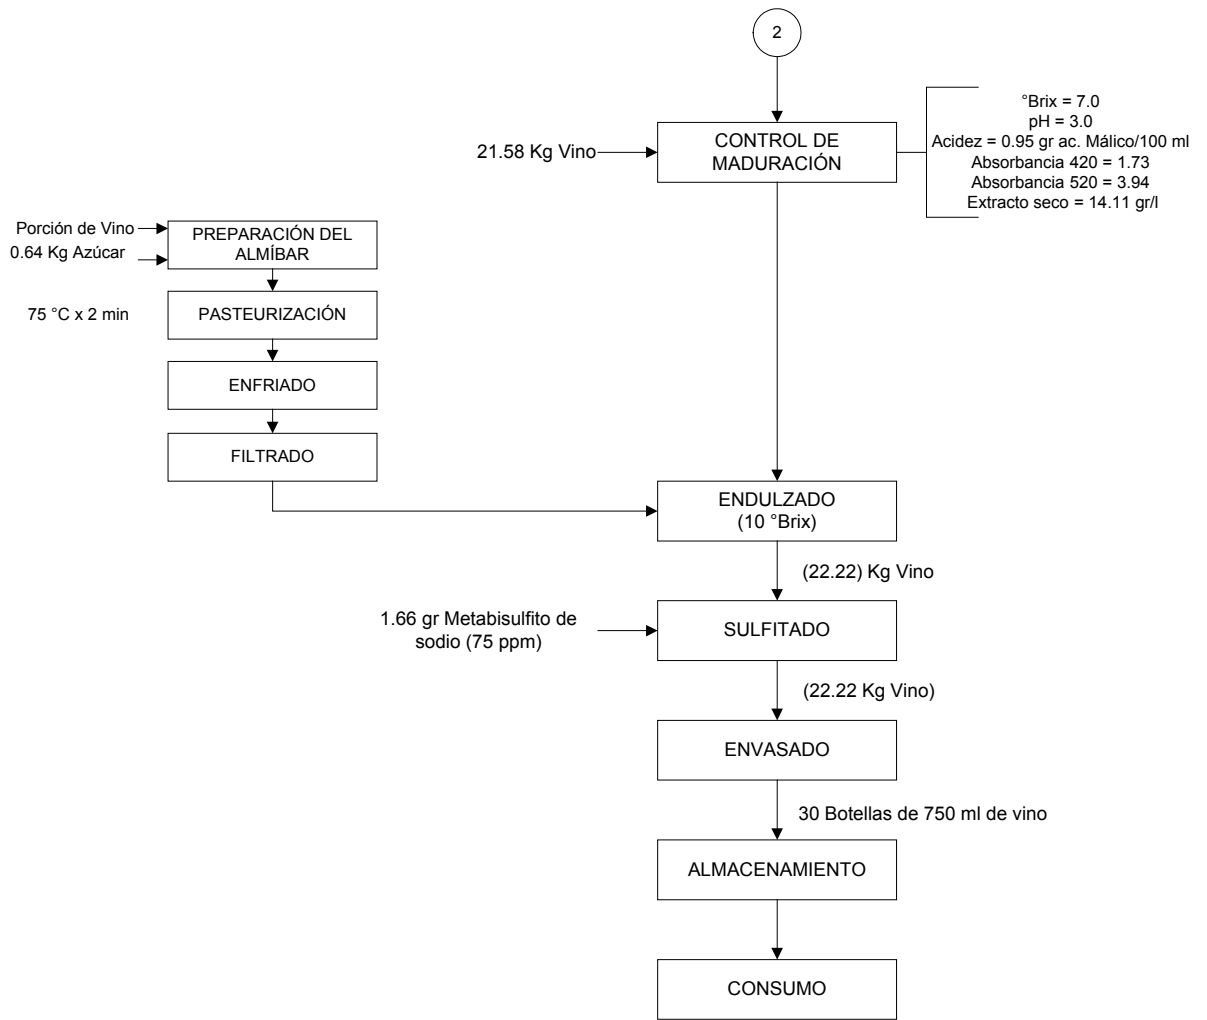 2
CONTROL DE
MADURACIÓN
21.58 Kg Vino
°Brix = 7.0
pH = 3.0
Acidez = 0.95 gr ac. Málico/100 ml
Absorbancia 420 = 1.73
Absorbancia 520 = 3.94
Extracto seco = 14.11 gr/l
Porción de Vino
0.64 Kg Azúcar
PREPARACIÓN DEL
ALMÍBAR
75 °C x 2 min
PASTEURIZACIÓN
ENFRIADO
FILTRADO
ENDULZADO
(10 °Brix)
(22.22) Kg Vino
1.66 gr Metabisulfito de
sodio (75 ppm)
SULFITADO
(22.22 Kg Vino)
ENVASADO
30 Botellas de 750 ml de vino
ALMACENAMIENTO
CONSUMO